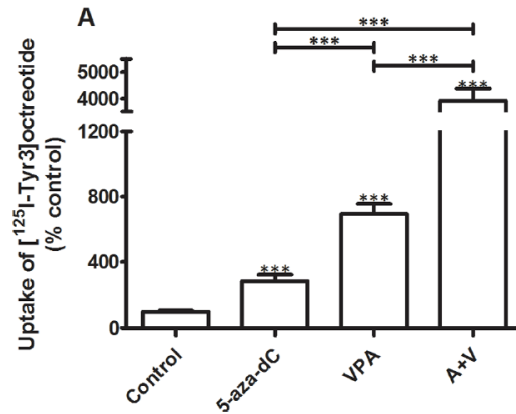 A
***
***
***
***
***
***
Uptake of [¹²⁵I-Tyr3]octreotide
(% control)
5000
4000
1200
800
400
0
Control
5-aza-dC
VPA
A+V